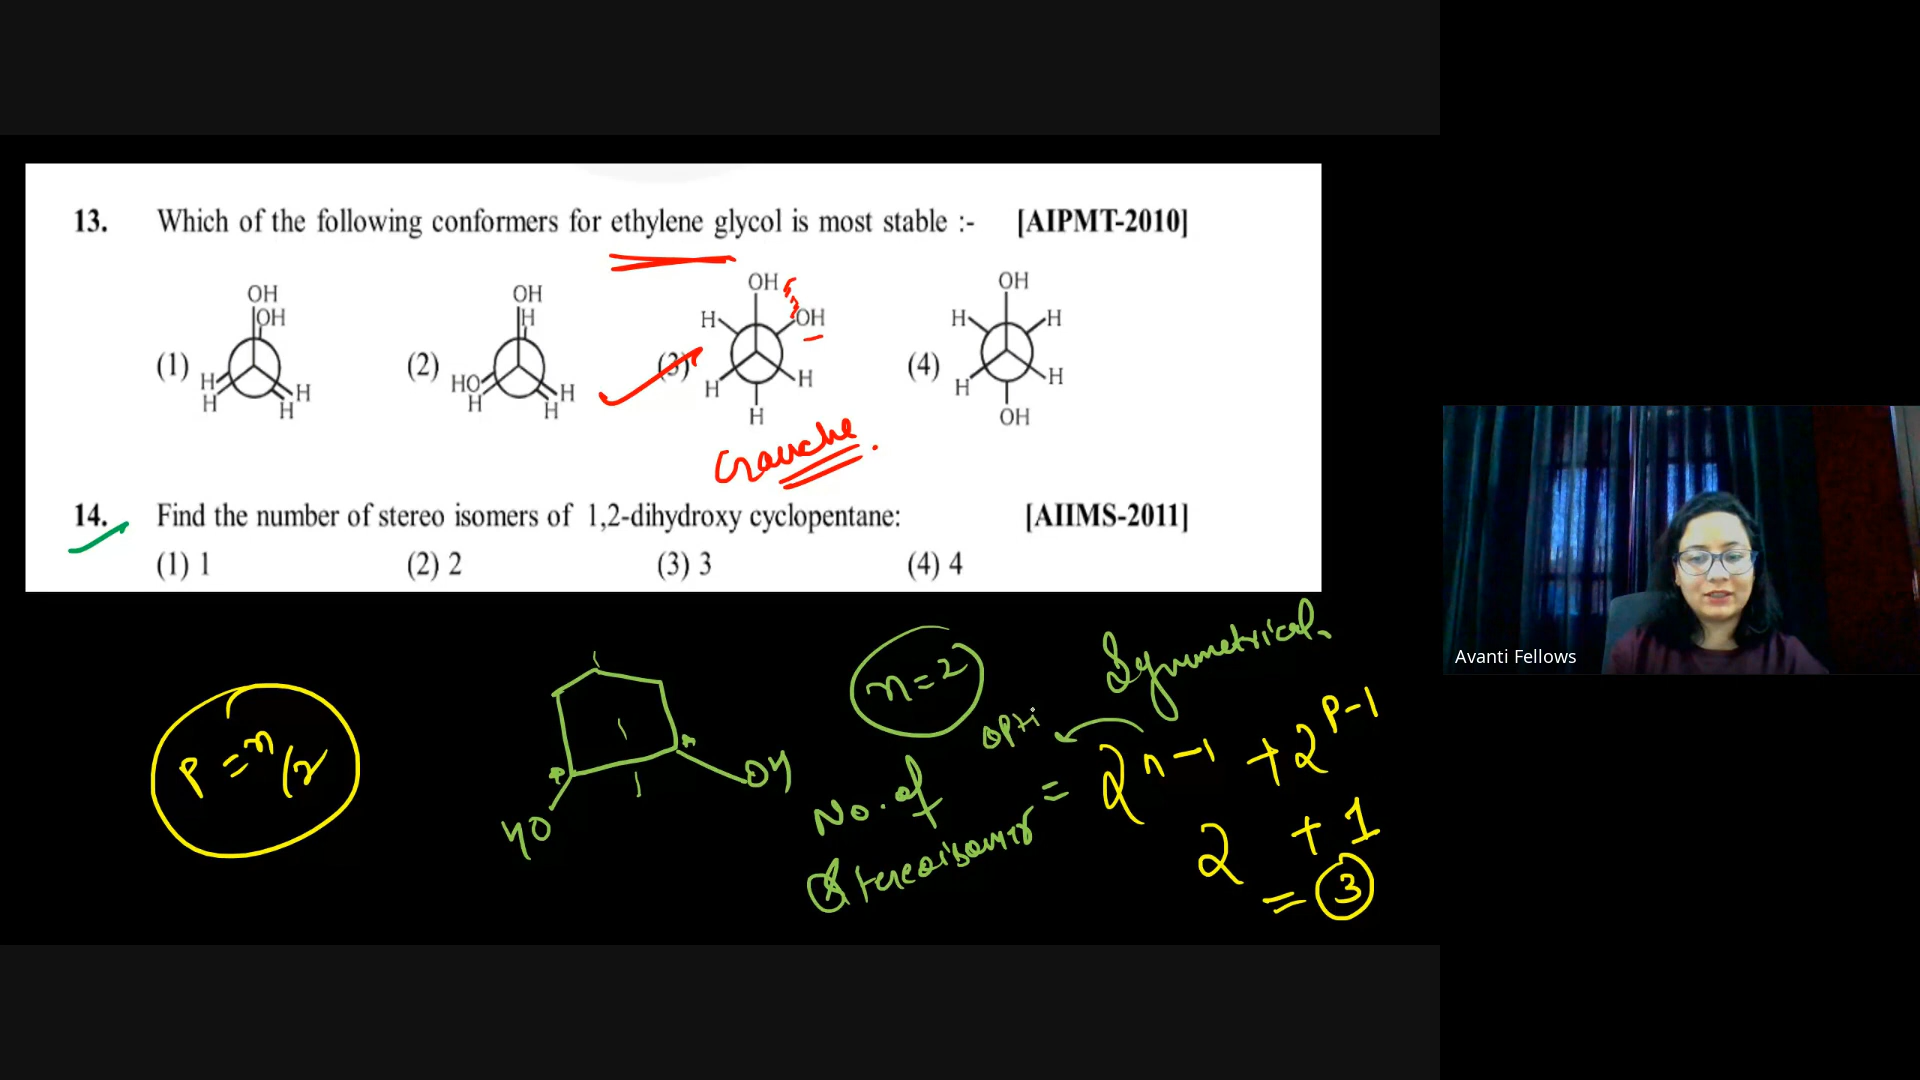 13. Which of the following conformers for ethylene glycol is most stable :- [AIPMT-2010]
(1) OH OH H H H H
(2) OH H HO H H H
(3) OH OH H H H H
(4) OH H H H H OH
Gauche.
14. Find the number of stereo isomers of 1,2-dihydroxy cyclopentane: [AIIMS-2011]
(1) 1 (2) 2 (3) 3 (4) 4
Avanti Fellows
P = n/2
HO
OH
n = 2
Symmetrical.
opti
No. of
Stereoisomers = 2^n-1 + 2^P-1
2 + 1
= 3